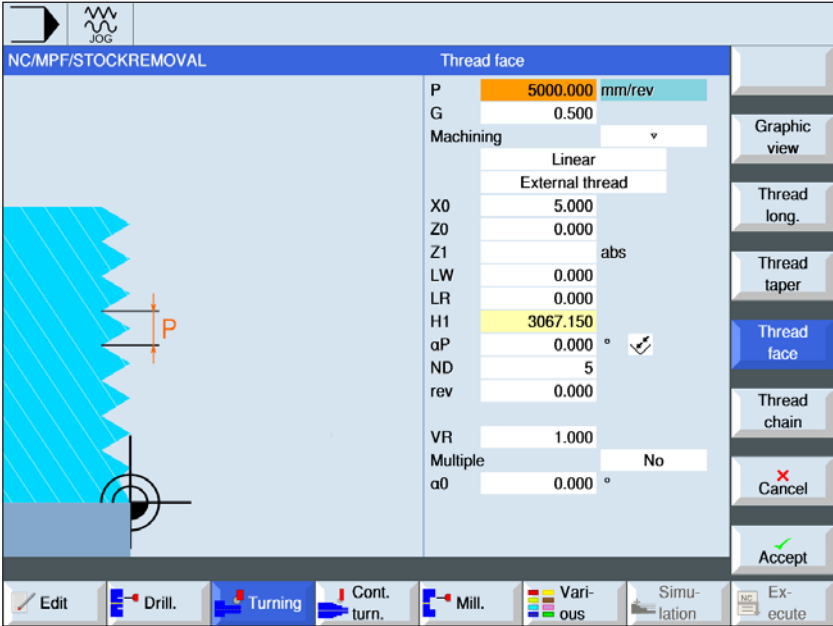 JOG
NC/MPF/STOCKREMOVAL
Thread face
P 5000.000 mm/rev
G 0.500
Machining ▿
Linear
External thread
X0 5.000
Z0 0.000
Z1 abs
LW 0.000
LR 0.000
H1 3067.150
αP 0.000 °
ND 5
rev 0.000
VR 1.000
Multiple No
α0 0.000 °
P
Graphic
view
Thread
long.
Thread
taper
Thread
face
Thread
chain
Cancel
Accept
Edit
Drill.
Turning
Cont.
turn.
Mill.
Vari-
ous
Simu-
lation
NC
Ex-
ecute